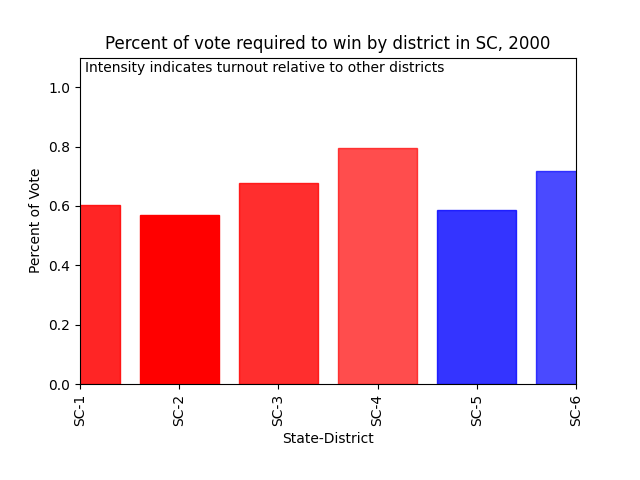 Percent of vote required to win by district in SC, 2000
Intensity indicates turnout relative to other districts
Percent of Vote
1.0
0.8
0.6
0.4
0.2
0.0
SC-1
SC-2
SC-3
SC-4
SC-5
SC-6
State-District